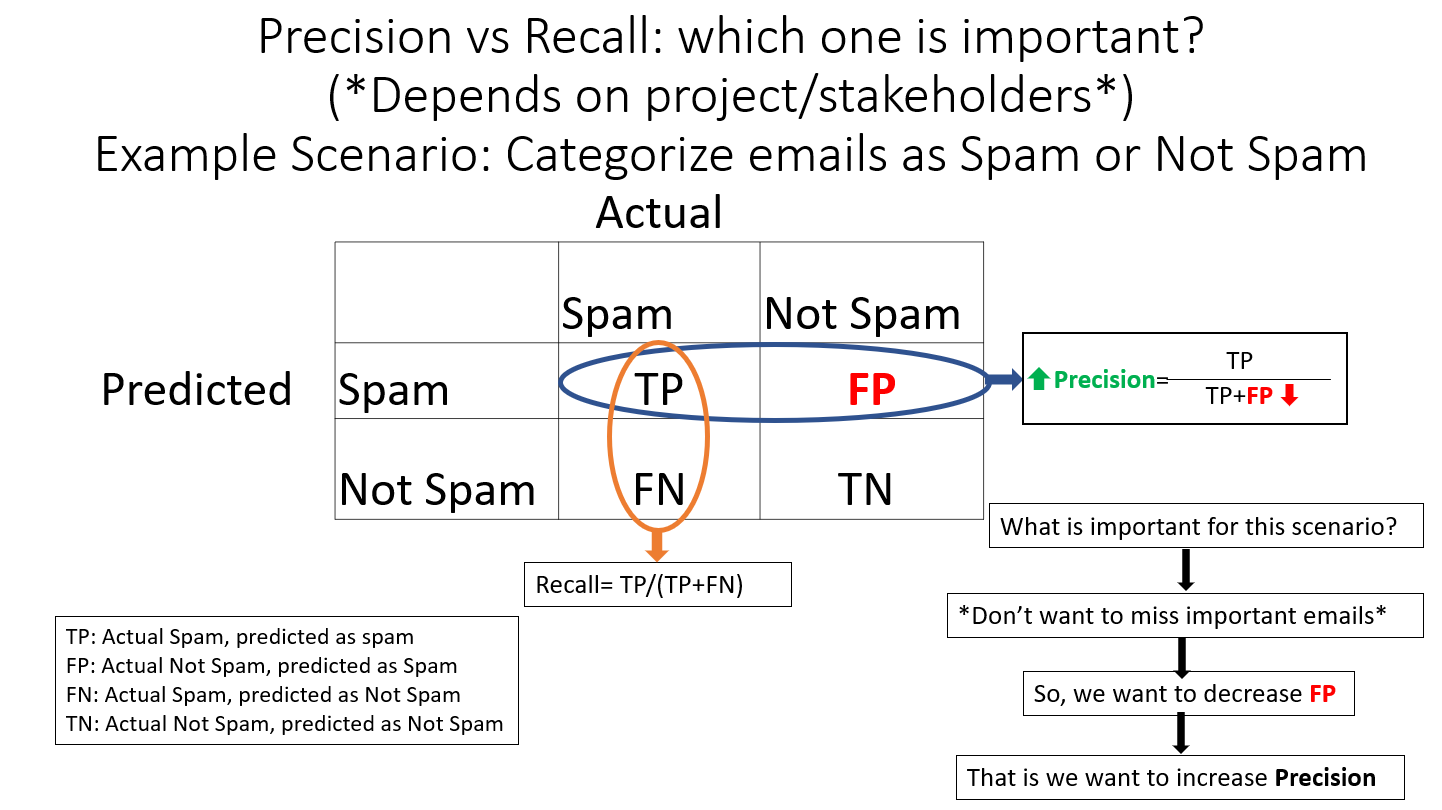 Precision vs Recall: which one is important?
(*Depends on project/stakeholders*)
Example Scenario: Categorize emails as Spam or Not Spam
Actual
Spam Not Spam
Predicted Spam TP FP
Not Spam FN TN
Precision= TP
TP+FP
Recall= TP/(TP+FN)
TP: Actual Spam, predicted as spam
FP: Actual Not Spam, predicted as Spam
FN: Actual Spam, predicted as Not Spam
TN: Actual Not Spam, predicted as Not Spam
What is important for this scenario?
*Don’t want to miss important emails*
So, we want to decrease FP
That is we want to increase Precision